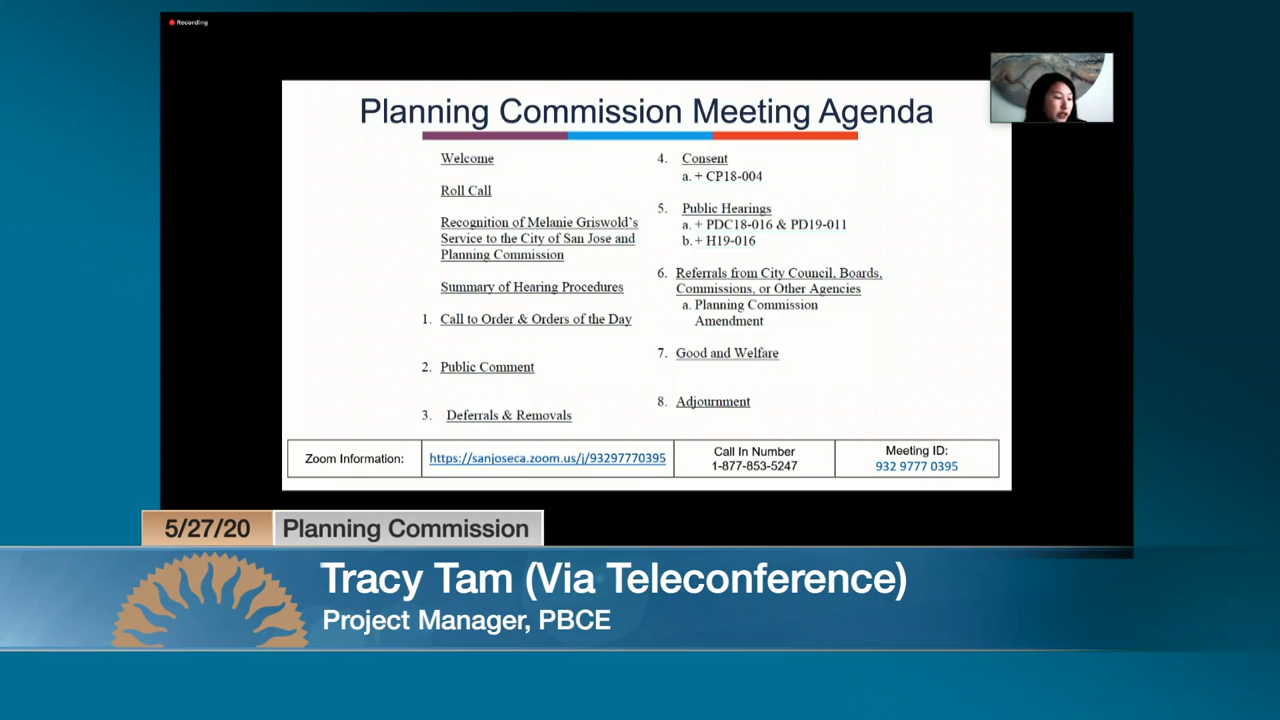 Recording
Planning Commission Meeting Agenda
Welcome
Roll Call
Recognition of Melanie Griswold's
Service to the City of San Jose and
Planning Commission
Summary of Hearing Procedures
1. Call to Order & Orders of the Day
2. Public Comment
3. Deferrals & Removals
4. Consent
a. + CP18-004
5. Public Hearings
a. + PDC18-016 & PD19-011
b. + H19-016
6. Referrals from City Council, Boards,
Commissions, or Other Agencies
a. Planning Commission
Amendment
7. Good and Welfare
8. Adjournment
Zoom Information:
https://sanjoseca.zoom.us/j/93297770395
Call In Number
1-877-853-5247
Meeting ID:
932 9777 0395
5/27/20
Planning Commission
Tracy Tam (Via Teleconference)
Project Manager, PBCE